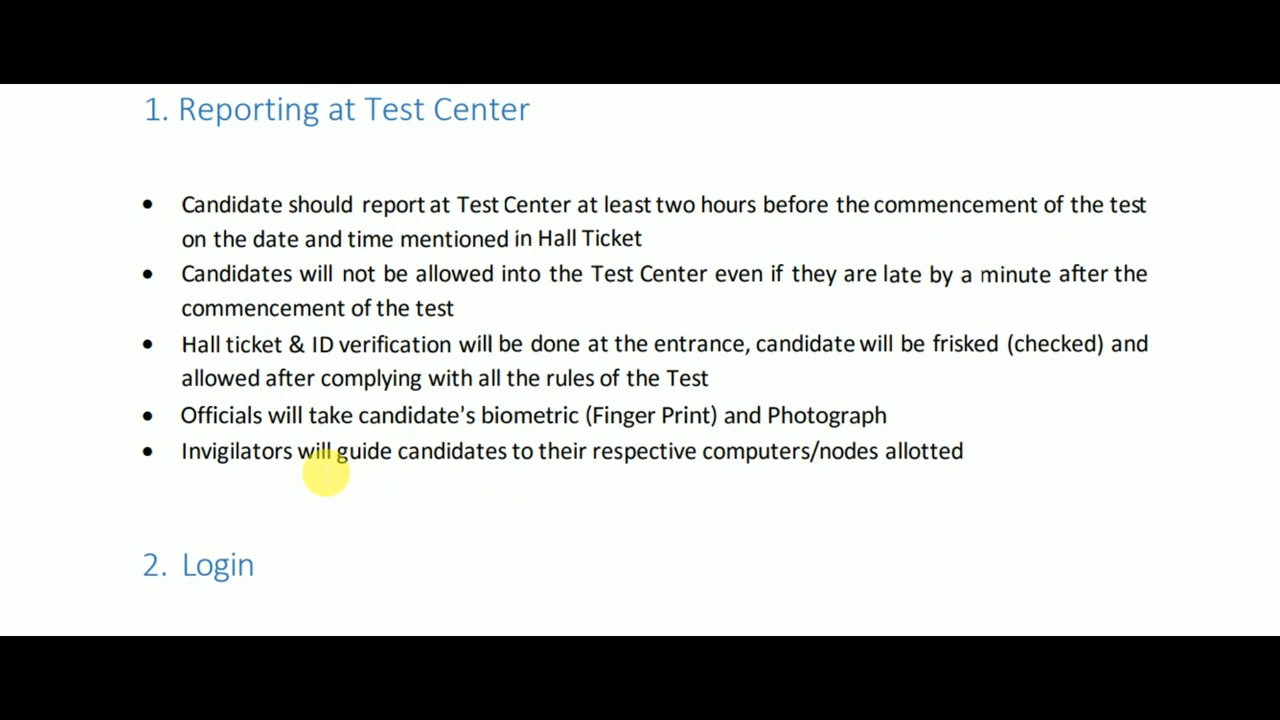 1. Reporting at Test Center
• Candidate should report at Test Center at least two hours before the commencement of the test
on the date and time mentioned in Hall Ticket
• Candidates will not be allowed into the Test Center even if they are late by a minute after the
commencement of the test
• Hall ticket & ID verification will be done at the entrance, candidate will be frisked (checked) and
allowed after complying with all the rules of the Test
• Officials will take candidate’s biometric (Finger Print) and Photograph
• Invigilators will guide candidates to their respective computers/nodes allotted
2. Login